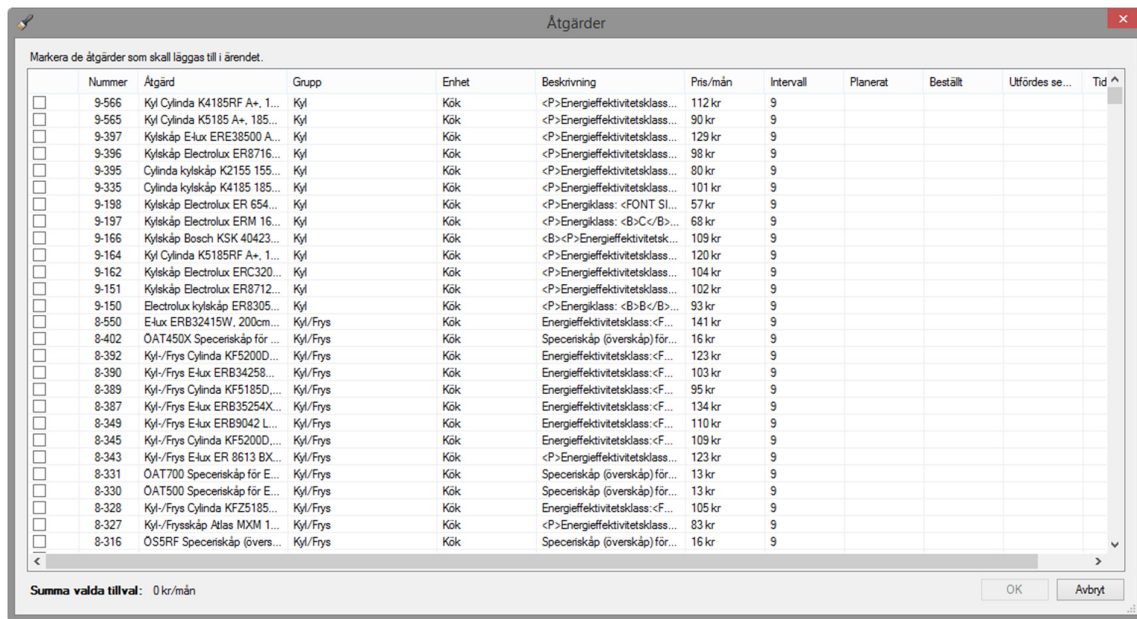 Åtgärder
Markera de åtgärder som skall läggas till i ärendet.
Nummer Åtgärd Grupp Enhet Beskrivning Pris/mån Intervall Planerat Beställt Utfördes se... Tid
9-566 Kyl Cylinda K4185RF A+, 1... Kyl Kök <P>Energieffektivitetsklass... 112 kr 9
9-565 Kyl Cylinda K5185 A+, 185... Kyl Kök <P>Energieffektivitetsklass... 90 kr 9
9-397 Kylskåp E-lux ERE38500 A... Kyl Kök <P>Energieffektivitetsklass... 129 kr 9
9-396 Kylskåp Electrolux ER8716... Kyl Kök <P>Energieffektivitetsklass... 98 kr 9
9-395 Cylinda kylskåp K2155 155... Kyl Kök <P>Energieffektivitetsklass... 80 kr 9
9-335 Cylinda kylskåp K4185 185... Kyl Kök <P>Energieffektivitetsklass... 101 kr 9
9-198 Kylskåp Electrolux ER 654... Kyl Kök <P>Energiklass: <FONT SI... 57 kr 9
9-197 Kylskåp Electrolux ERM 16... Kyl Kök <P>Energiklass: <B>C</B>... 68 kr 9
9-166 Kylskåp Bosch KSK 40423... Kyl Kök <B><P>Energieffektivitetsk... 109 kr 9
9-164 Kyl Cylinda K5185RF A+, 1... Kyl Kök <P>Energieffektivitetsklass... 120 kr 9
9-162 Kylskåp Electrolux ERC320... Kyl Kök <P>Energieffektivitetsklass... 104 kr 9
9-151 Kylskåp Electrolux ER8712... Kyl Kök <P>Energieffektivitetsklass... 102 kr 9
9-150 Electrolux kylskåp ER8305... Kyl Kök <P>Energiklass: <B>B</B>... 93 kr 9
8-550 E-lux ERB32415W, 200cm... Kyl/Frys Kök Energieffektivitetsklass:<F... 141 kr 9
8-402 ÖAT450X Speceriskåp för ... Kyl/Frys Kök Speceriskåp (överskåp) för... 16 kr 9
8-392 Kyl-/Frys Cylinda KF5200D... Kyl/Frys Kök Energieffektivitetsklass:<F... 123 kr 9
8-390 Kyl-/Frys E-lux ERB34258... Kyl/Frys Kök Energieffektivitetsklass:<F... 103 kr 9
8-389 Kyl-/Frys Cylinda KF5185D,... Kyl/Frys Kök Energieffektivitetsklass:<F... 95 kr 9
8-387 Kyl-/Frys E-lux ERB35254X... Kyl/Frys Kök Energieffektivitetsklass:<F... 134 kr 9
8-349 Kyl-/Frys E-lux ERB9042 L... Kyl/Frys Kök Energieffektivitetsklass:<F... 110 kr 9
8-345 Kyl-/Frys Cylinda KF5200D,... Kyl/Frys Kök Energieffektivitetsklass:<F... 109 kr 9
8-343 Kyl-/Frys E-lux ER 8613 BX... Kyl/Frys Kök <P>Energieffektivitetsklass... 123 kr 9
8-331 ÖAT700 Speceriskåp för E... Kyl/Frys Kök Speceriskåp (överskåp) för... 13 kr 9
8-330 ÖAT500 Speceriskåp för E... Kyl/Frys Kök Speceriskåp (överskåp) för... 13 kr 9
8-328 Kyl-/Frys Cylinda KFZ5185... Kyl/Frys Kök Energieffektivitetsklass:<F... 105 kr 9
8-327 Kyl-/Frysskåp Atlas MXM 1... Kyl/Frys Kök <P>Energieffektivitetsklass... 83 kr 9
8-316 ÖS5RF Speceriskåp (övers... Kyl/Frys Kök Speceriskåp (överskåp) för... 16 kr 9
Summa valda tillval: 0 kr/mån OK Avbryt